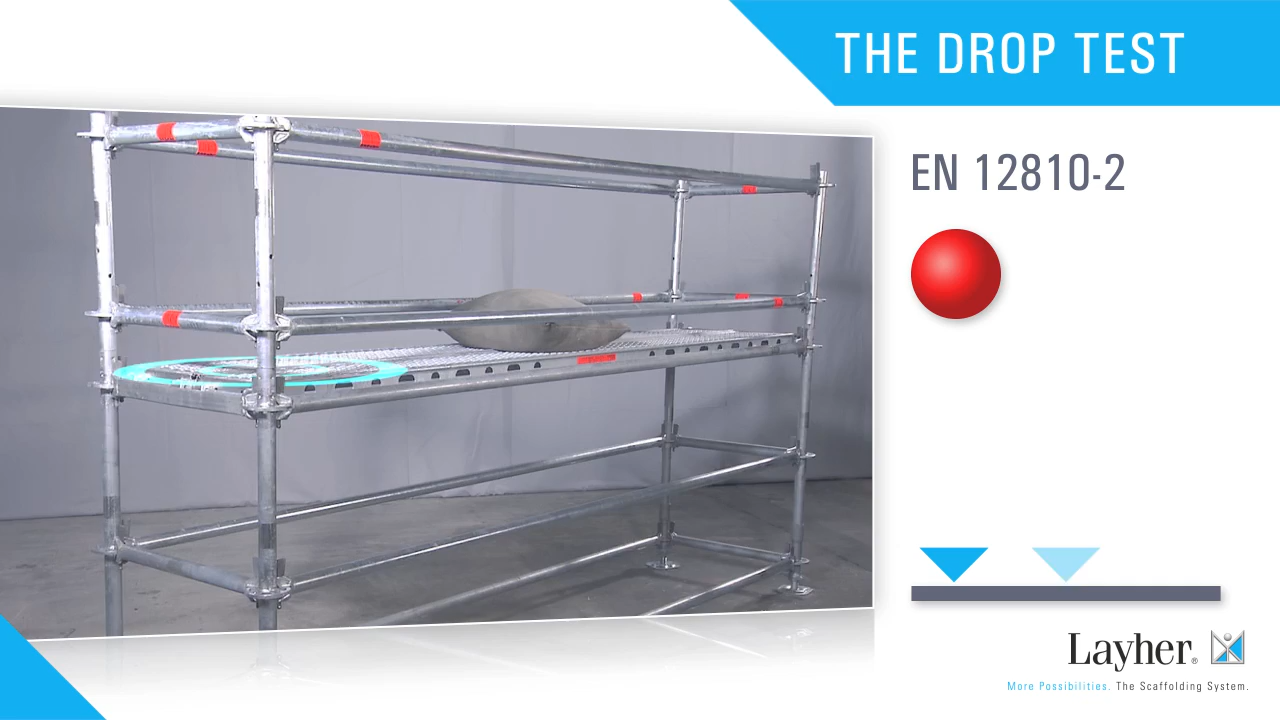 THE DROP TEST
EN 12810-2
Layher®
More Possibilities. The Scaffolding System.